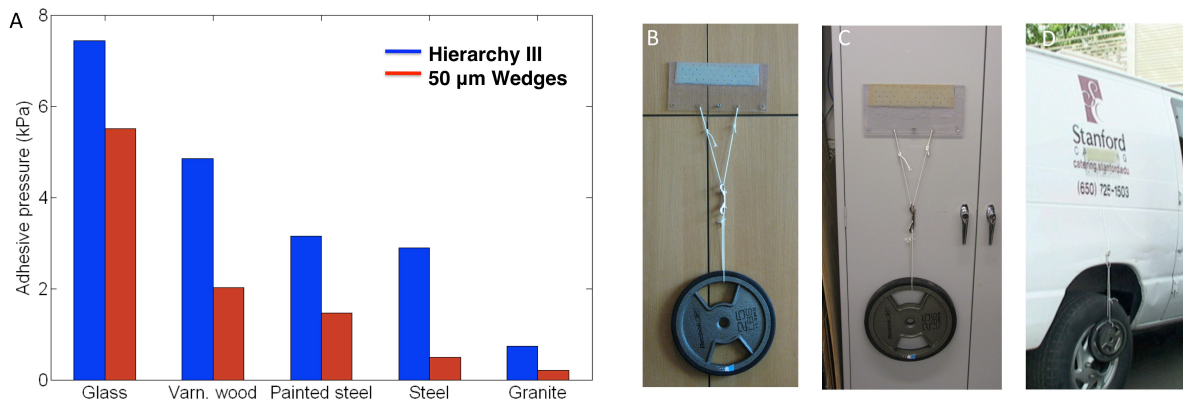 A
8
6
4
2
0
Adhesive pressure (kPa)
Hierarchy III
50 µm Wedges
Glass
Varn. wood
Painted steel
Steel
Granite
B
C
D
Stanford
catering.stanford.edu
(650) 725-1503